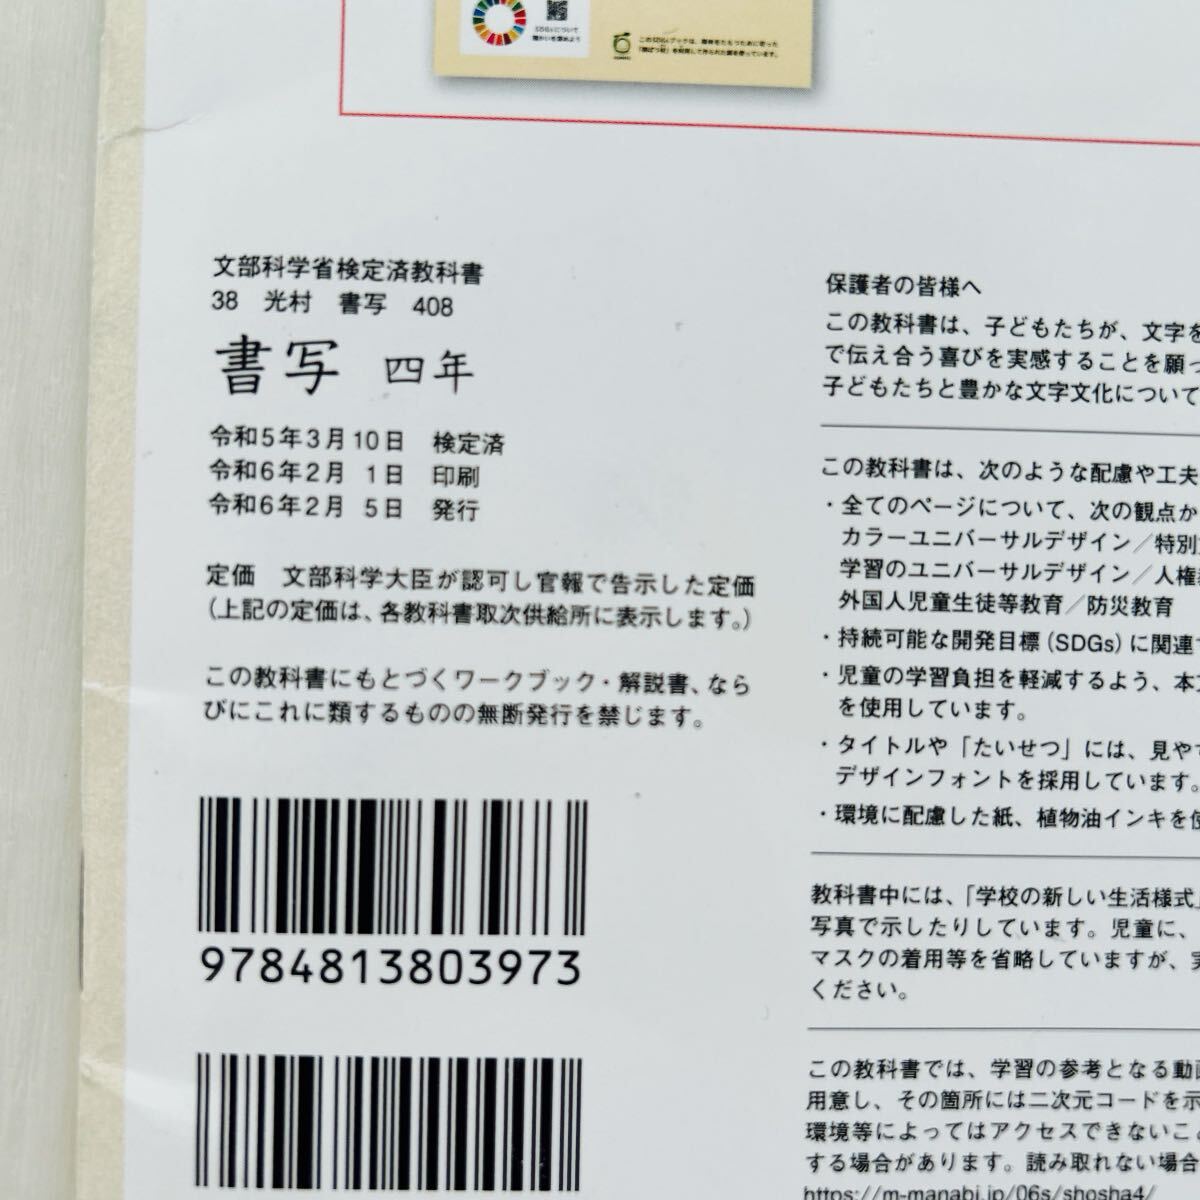 文部科学省検定済教科書
38 光村 書写 408
書写 四年
令和5年3月10日 検定済
令和6年2月 1日 印刷
令和6年2月 5日 発行
定価 文部科学大臣が認可し官報で告示した定価
(上記の定価は、各教科書取次供給所に表示します。)
この教科書にもとづくワークブック・解説書、なら
びにこれに類するものの無断発行を禁じます。
9784813803973
保護者の皆様へ
この教科書は、子どもたちが、文字を
で伝え合う喜びを実感することを願っ
子どもたちと豊かな文字文化について
この教科書は、次のような配慮や工夫
・全てのページについて、次の観点か
カラーユニバーサルデザイン/特別
学習のユニバーサルデザイン/人権
外国人児童生徒等教育/防災教育
・持続可能な開発目標(SDGs)に関連
・児童の学習負担を軽減するよう、本
を使用しています。
・タイトルや「たいせつ」には、見やす
デザインフォントを採用しています。
・環境に配慮した紙、植物油インキを使
教科書中には、「学校の新しい生活様式」
写真で示したりしています。児童に、
マスクの着用等を省略していますが、実
ください。
この教科書では、学習の参考となる動画
用意し、その箇所には二次元コードを示
環境等によってはアクセスできないこと
する場合があります。読み取れない場合
https://m-manabi.jp/06s/shosha4/